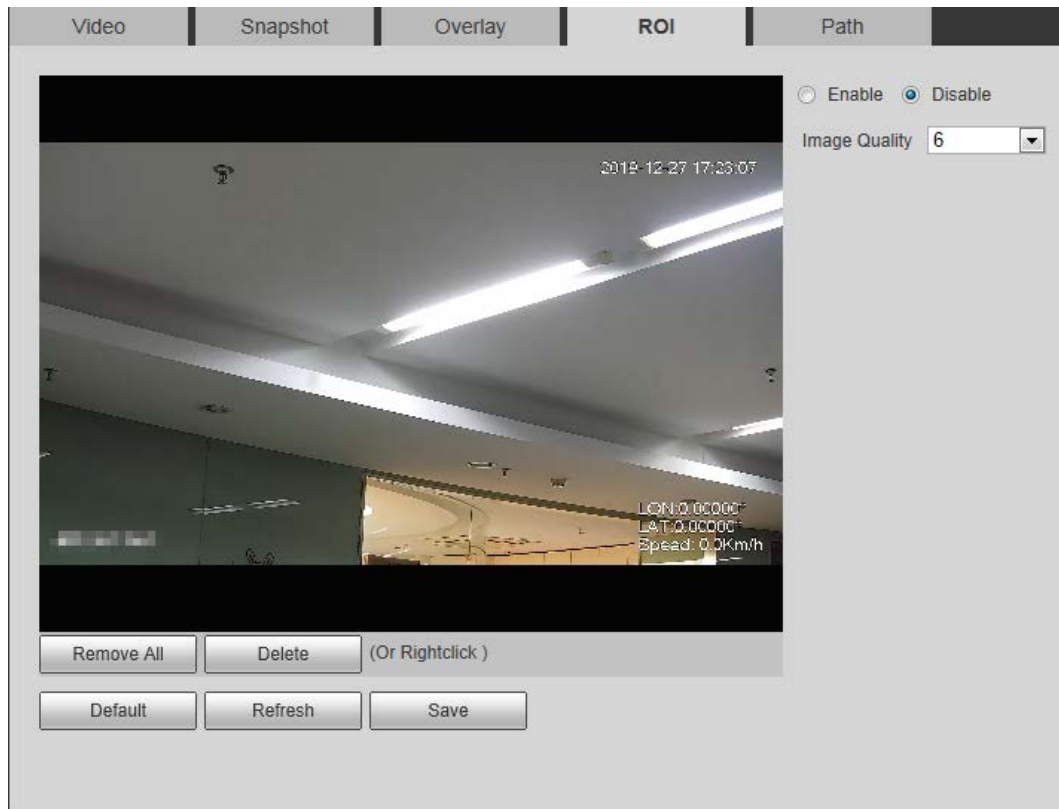 Video Snapshot Overlay ROI Path
Enable Disable
Image Quality 6
2019-12-27 17:23:07
LON:0.00000°
LAT:0.00000°
Speed: 0.0Km/h
Remove All Delete (Or Rightclick )
Default Refresh Save